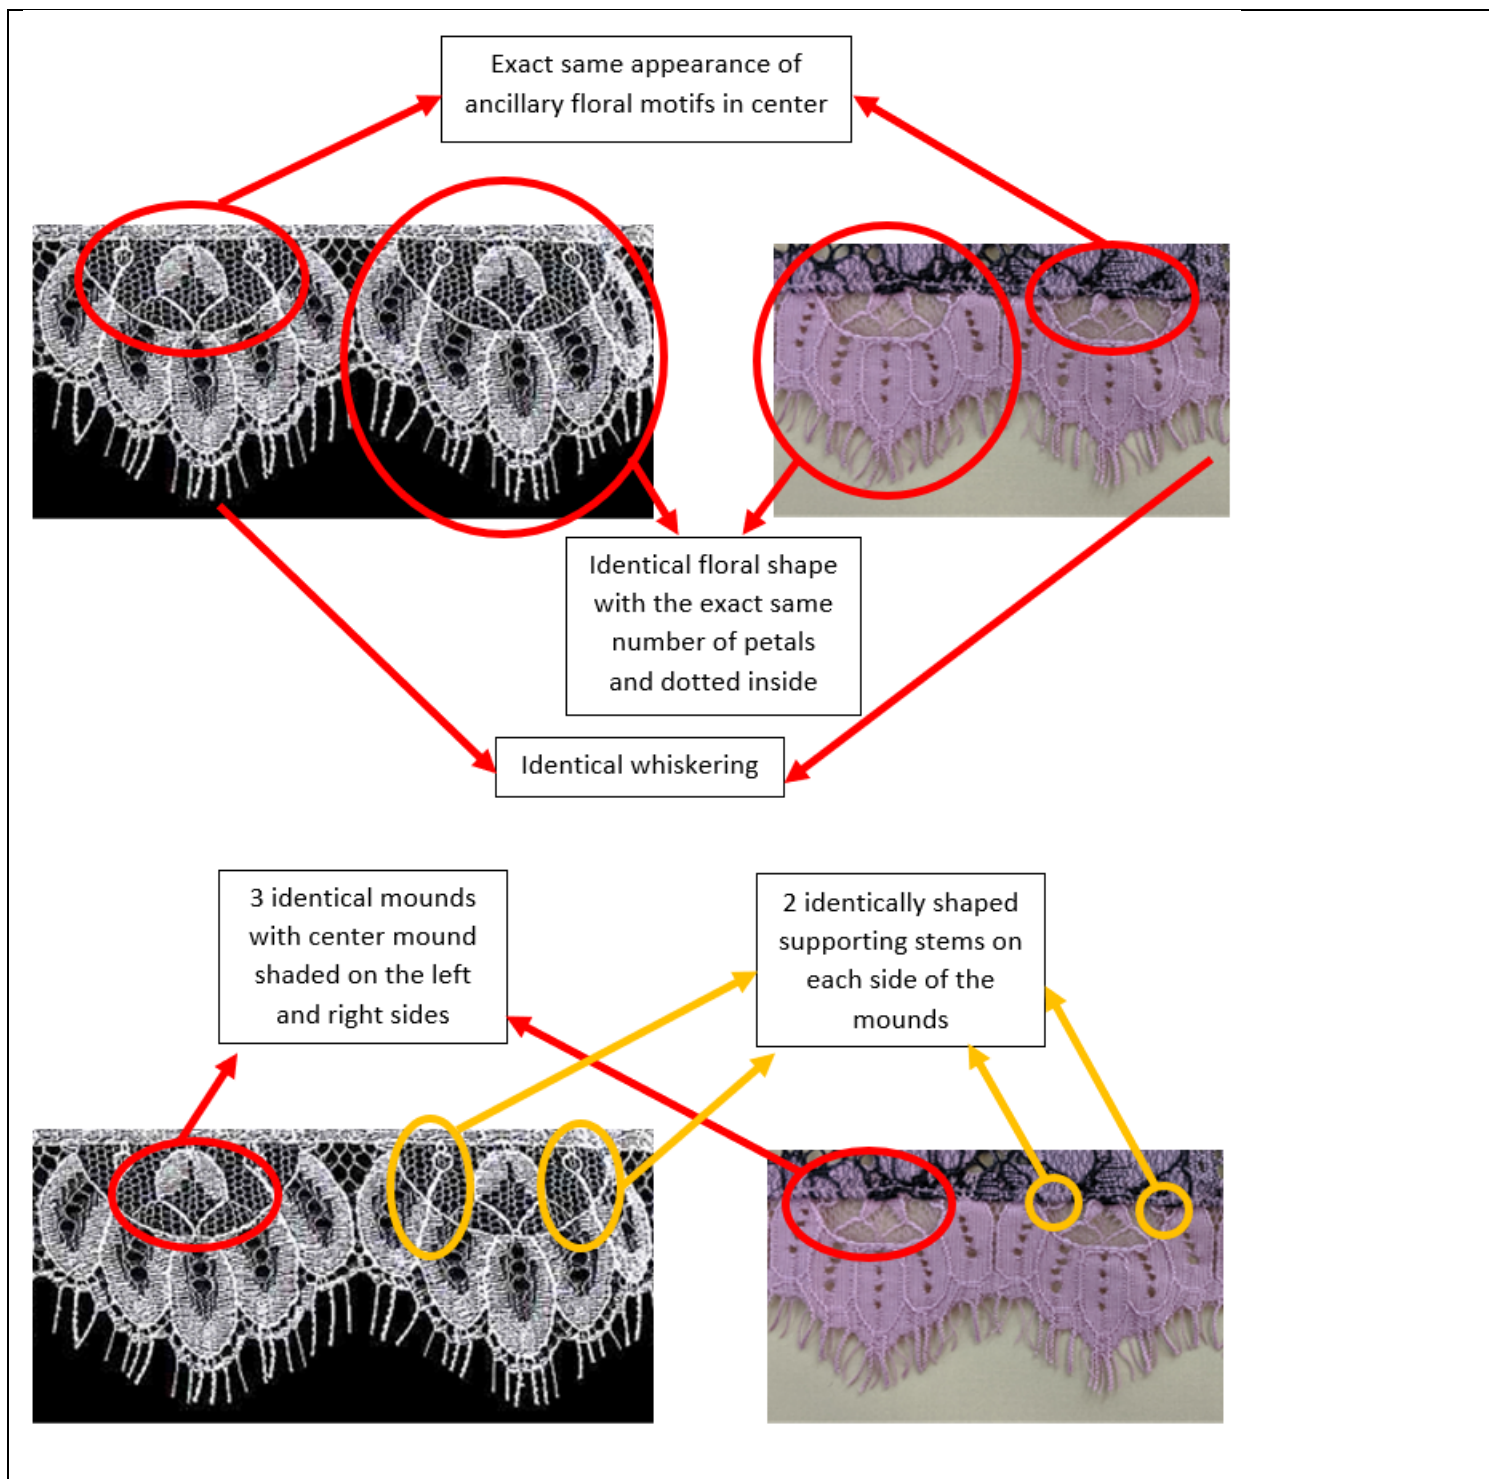 Exact same appearance of
ancillary floral motifs in center
Identical floral shape
with the exact same
number of petals
and dotted inside
Identical whiskering
3 identical mounds
with center mound
shaded on the left
and right sides
2 identically shaped
supporting stems on
each side of the
mounds